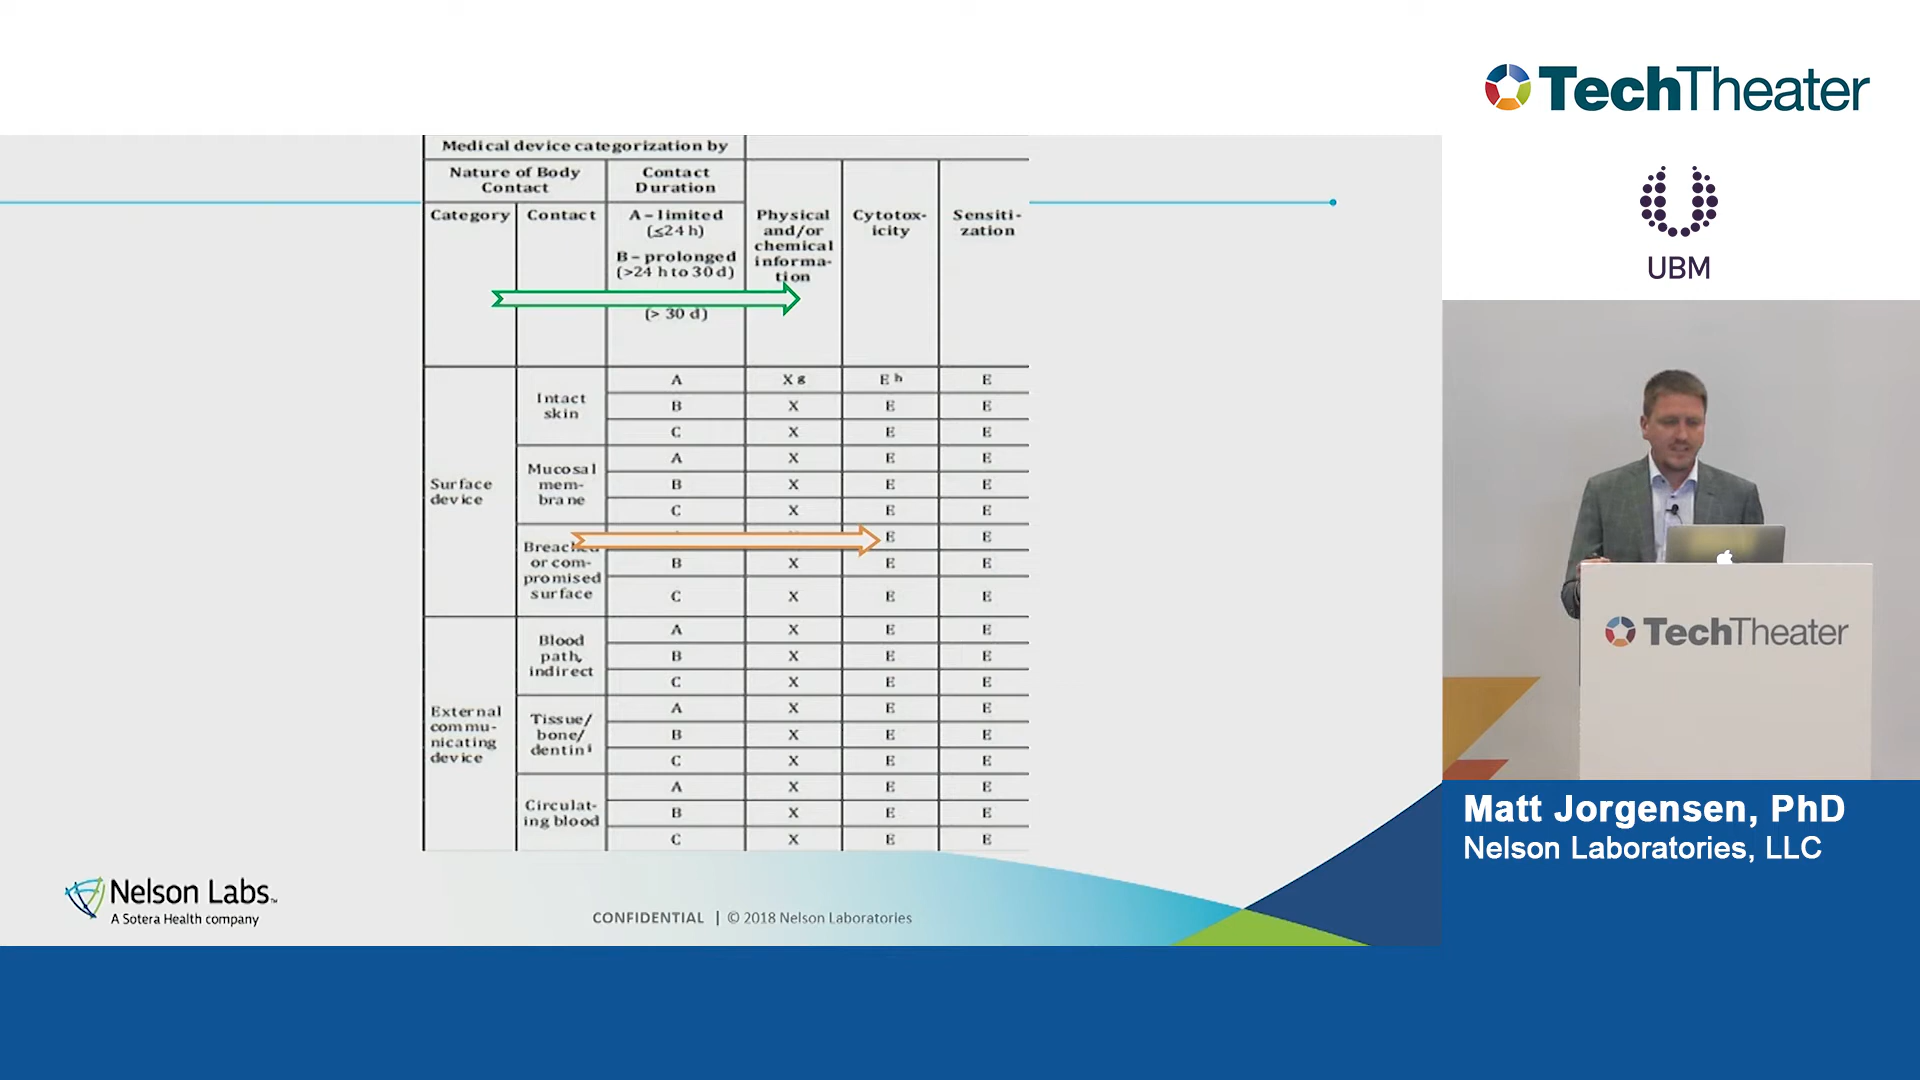 TechTheater
UBM
Medical device categorization by
Nature of Body
Contact
Contact
Duration
Category
Contact
A – limited
(≤24 h)
B – prolonged
(>24 h to 30 d)
(> 30 d)
Physical
and/or
chemical
informa-
tion
Cytotox-
icity
Sensiti-
zation
Surface
device
Intact
skin
A X g E h E
B X E E
C X E E
Mucosal
mem-
brane
A X E E
B X E E
C X E E
Breached
or com-
promised
surface
E E
B X E E
C X E E
External
commu-
nicating
device
Blood
path,
indirect
A X E E
B X E E
C X E E
Tissue/
bone/
dentin i
A X E E
B X E E
C X E E
Circulat-
ing blood
A X E E
B X E E
C X E E
Nelson Labs™
A Sotera Health company
CONFIDENTIAL | © 2018 Nelson Laboratories
TechTheater
Matt Jorgensen, PhD
Nelson Laboratories, LLC